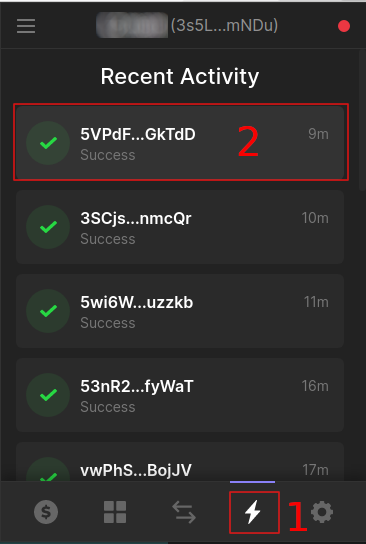 (3s5L...mNDu)
Recent Activity
5VPdF...GkTdD 9m
Success
2
3SCjs...nmcQr 10m
Success
5wi6W...uzzkb 11m
Success
53nR2...fyWaT 16m
Success
vwPhS...BojJV 17m
1